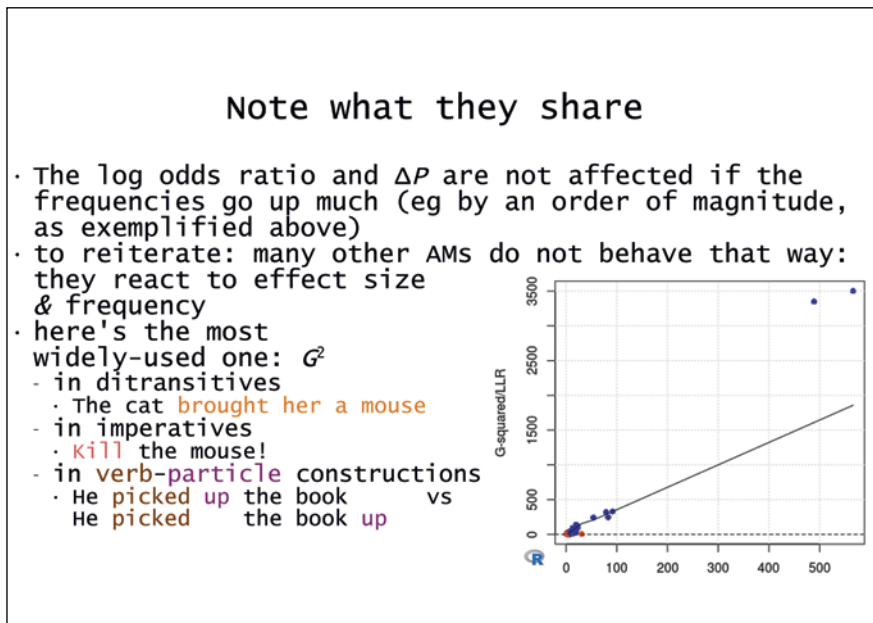 Note what they share
· The log odds ratio and ΔP are not affected if the
frequencies go up much (eg by an order of magnitude,
as exemplified above)
· to reiterate: many other AMs do not behave that way:
they react to effect size
& frequency
· here's the most
widely-used one: G²
- in ditransitives
· The cat brought her a mouse
- in imperatives
· Kill the mouse!
- in verb-particle constructions
· He picked up the book vs
He picked the book up
G-squared/LLR
3500
1500
500
0
0 100 200 300 400 500
R